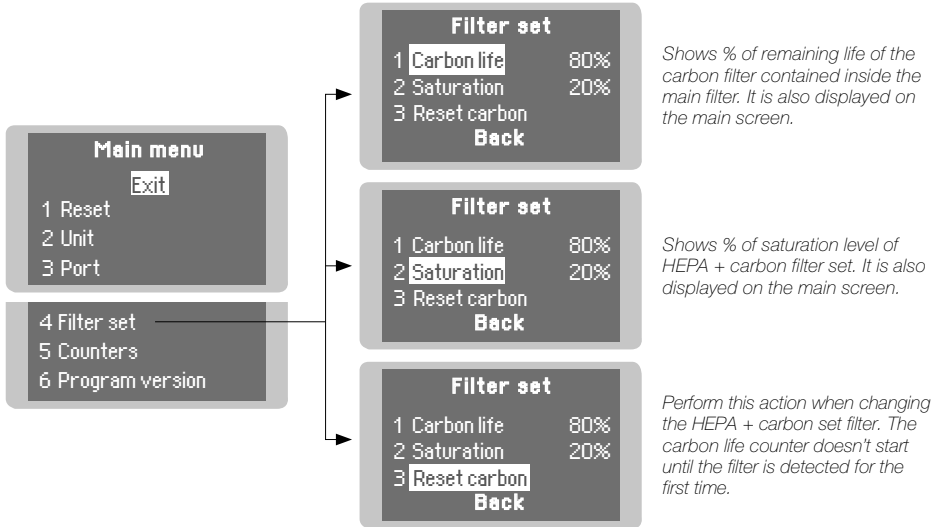 Main menu
Exit
1 Reset
2 Unit
3 Port
4 Filter set
5 Counters
6 Program version
Filter set
1 Carbon life 80%
2 Saturation 20%
3 Reset carbon
Back
Shows % of remaining life of the
carbon filter contained inside the
main filter. It is also displayed on
the main screen.
Filter set
1 Carbon life 80%
2 Saturation 20%
3 Reset carbon
Back
Shows % of saturation level of
HEPA + carbon filter set. It is also
displayed on the main screen.
Filter set
1 Carbon life 80%
2 Saturation 20%
3 Reset carbon
Back
Perform this action when changing
the HEPA + carbon set filter. The
carbon life counter doesn't start
until the filter is detected for the
first time.